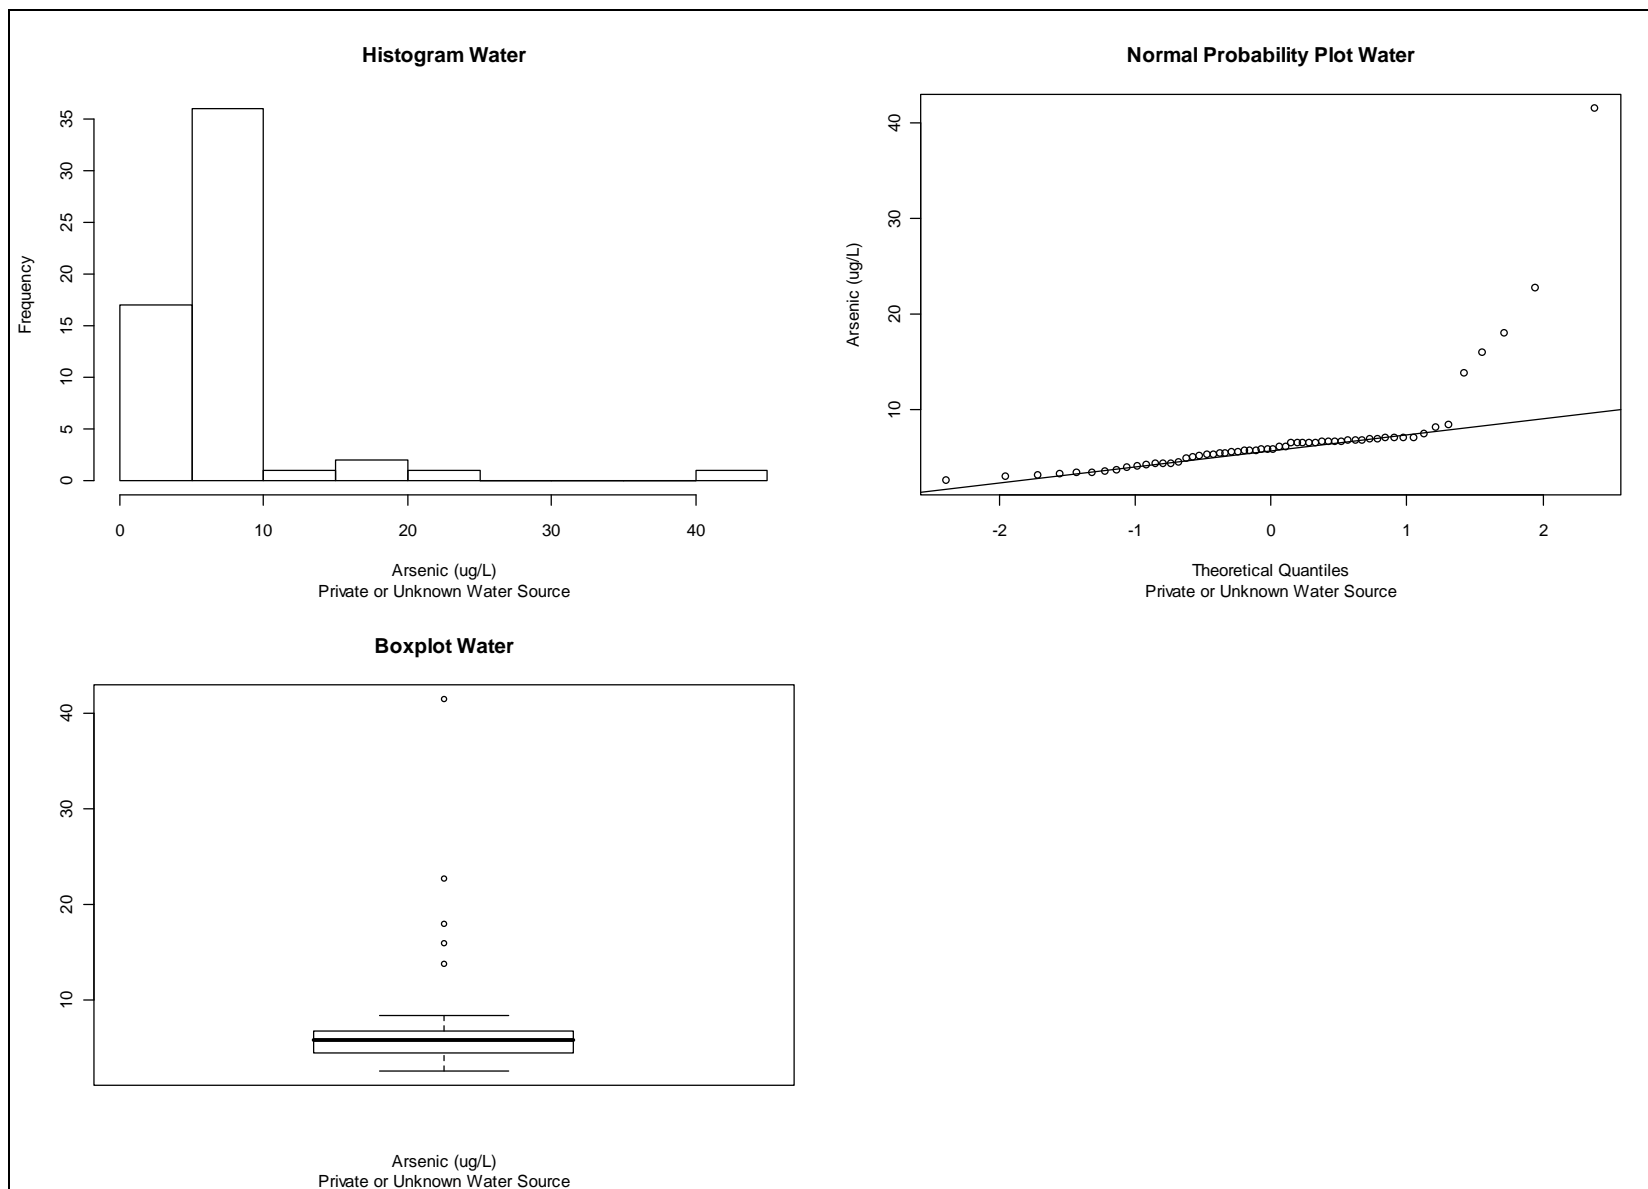 Histogram Water
35
30
25
20
15
10
5
0
Frequency
0 10 20 30 40
Arsenic (ug/L)
Private or Unknown Water Source
Normal Probability Plot Water
40
30
20
10
Arsenic (ug/L)
-2 -1 0 1 2
Theoretical Quantiles
Private or Unknown Water Source
Boxplot Water
40
30
20
10
Arsenic (ug/L)
Private or Unknown Water Source